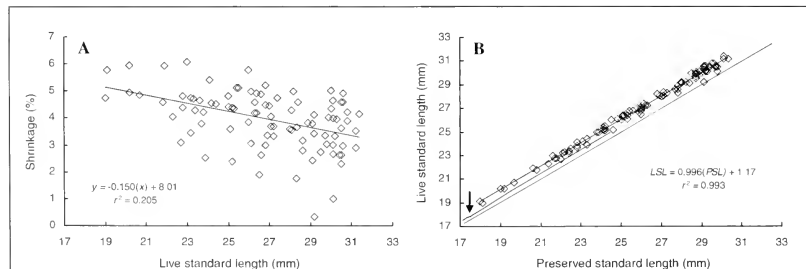 A
Shrinkage (%)
7
6
5
4
3
2
1
0
y = -0.150(x) + 8.01
r² = 0.205
17 19 21 23 25 27 29 31 33
Live standard length (mm)
B
Live standard length (mm)
33
31
29
27
25
23
21
19
17
LSL = 0.996(PSL) + 1.17
r² = 0.993
17 19 21 23 25 27 29 31 33
Preserved standard length (mm)